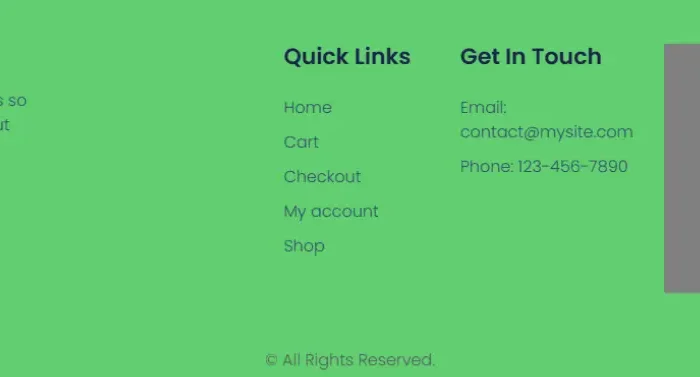 s so
ut
Quick Links
Home
Cart
Checkout
My account
Shop
Get In Touch
Email:
contact@mysite.com
Phone: 123-456-7890
© All Rights Reserved.